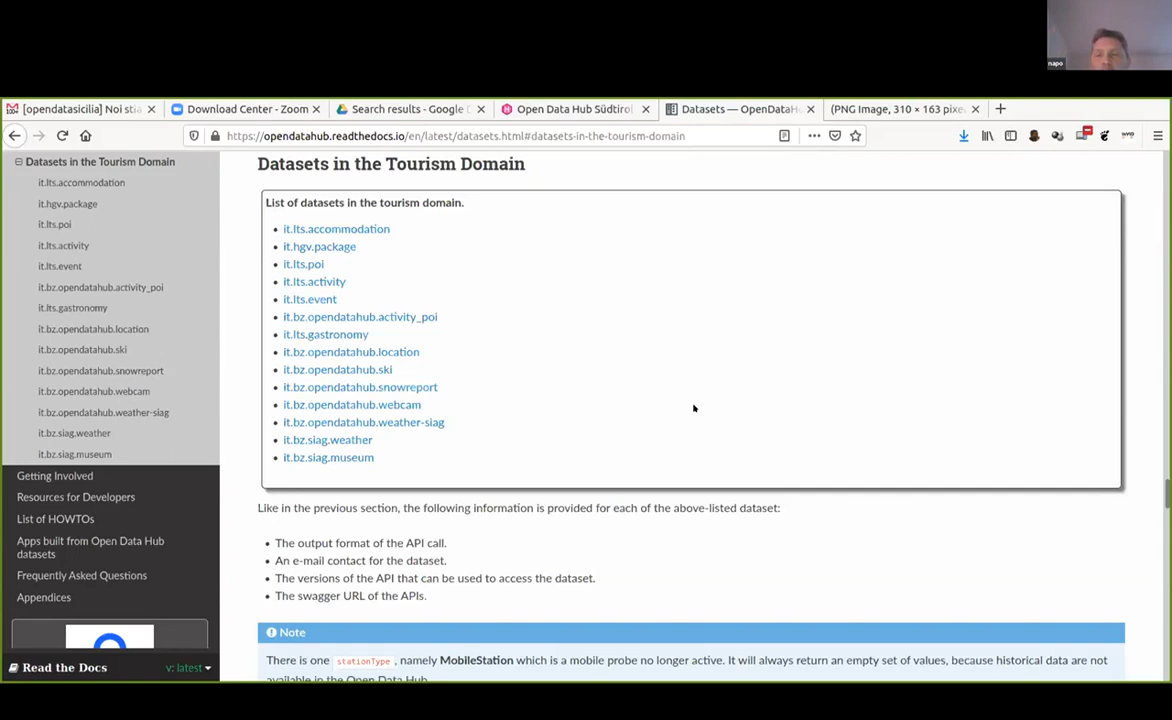 napo
[opendatasicilia] Noi stia
Download Center - Zoom
Search results - Google D
Open Data Hub Südtirol
Datasets — OpenDataHu
(PNG Image, 310 × 163 pixels
https://opendatahub.readthedocs.io/en/latest/datasets.html#datasets-in-the-tourism-domain
Datasets in the Tourism Domain
it.lts.accommodation
it.hgv.package
it.lts.poi
it.lts.activity
it.lts.event
it.bz.opendatahub.activity_poi
it.lts.gastronomy
it.bz.opendatahub.location
it.bz.opendatahub.ski
it.bz.opendatahub.snowreport
it.bz.opendatahub.webcam
it.bz.opendatahub.weather-siag
it.bz.siag.weather
it.bz.siag.museum
Getting Involved
Resources for Developers
List of HOWTOs
Apps built from Open Data Hub
datasets
Frequently Asked Questions
Appendices
Read the Docs
v: latest
Datasets in the Tourism Domain
List of datasets in the tourism domain.
it.lts.accommodation
it.hgv.package
it.lts.poi
it.lts.activity
it.lts.event
it.bz.opendatahub.activity_poi
it.lts.gastronomy
it.bz.opendatahub.location
it.bz.opendatahub.ski
it.bz.opendatahub.snowreport
it.bz.opendatahub.webcam
it.bz.opendatahub.weather-siag
it.bz.siag.weather
it.bz.siag.museum
Like in the previous section, the following information is provided for each of the above-listed dataset:
The output format of the API call.
An e-mail contact for the dataset.
The versions of the API that can be used to access the dataset.
The swagger URL of the APIs.
Note
There is one stationType, namely MobileStation which is a mobile probe no longer active. It will always return an empty set of values, because historical data are not
available in the Open Data Hub.